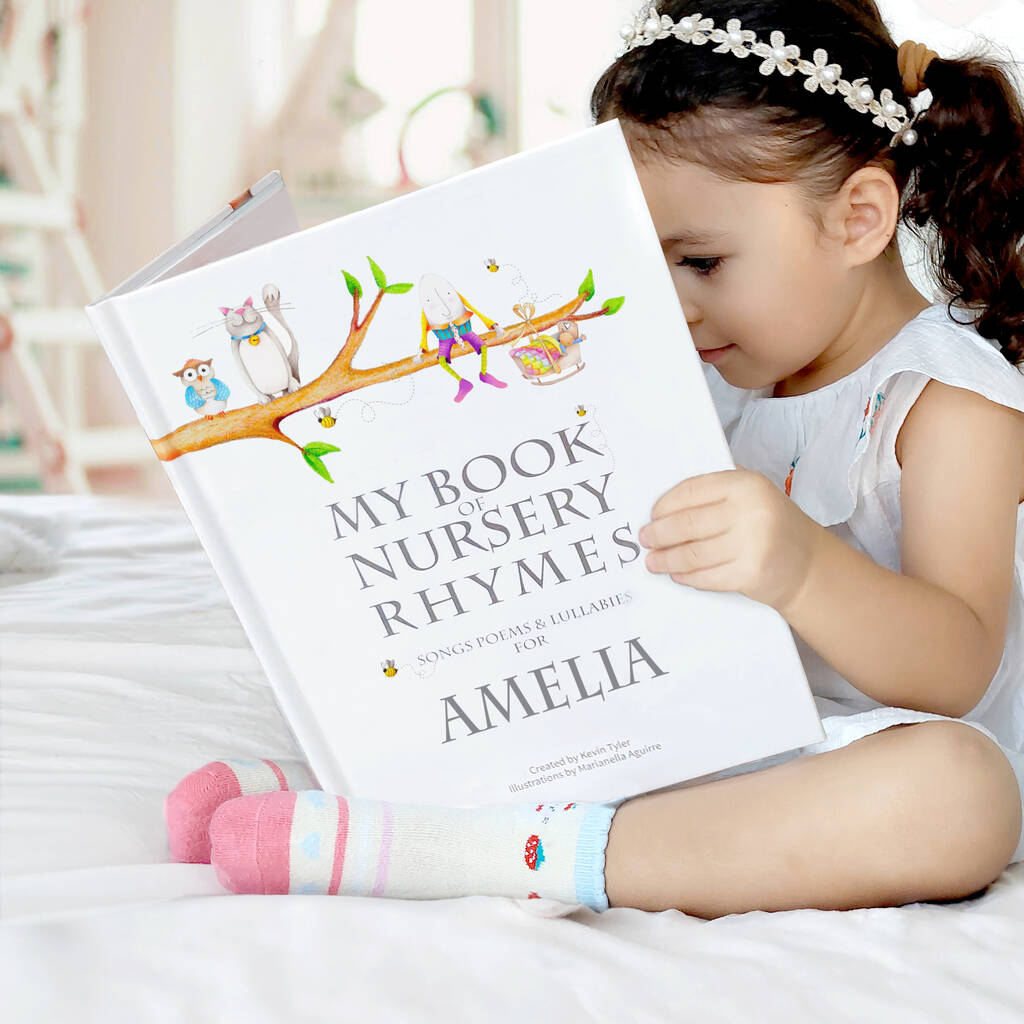 MY BOOK
OF
NURSERY
RHYMES
SONGS POEMS & LULLABIES
FOR
AMELIA
Created by Kevin Tyler
Illustrations by Marianella Aguirre